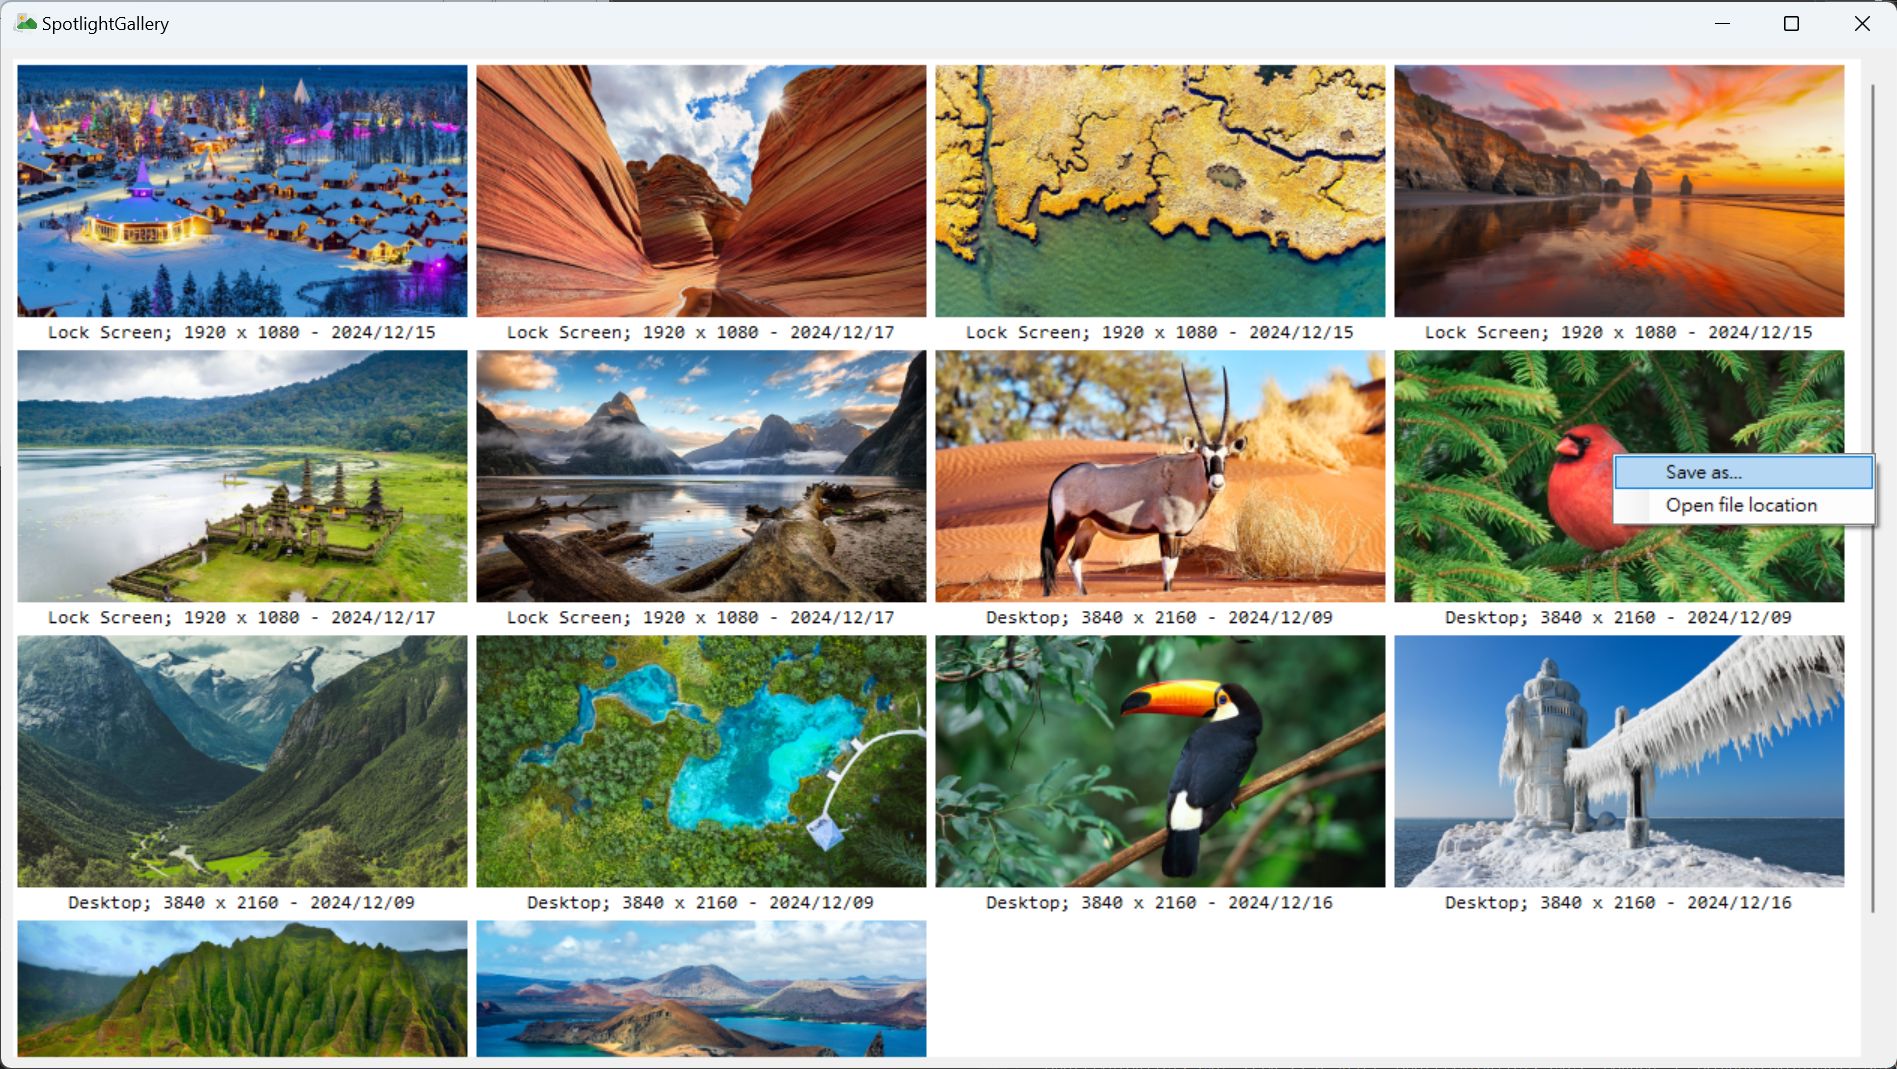 SpotlightGallery
Lock Screen; 1920 x 1080 - 2024/12/15
Lock Screen; 1920 x 1080 - 2024/12/17
Lock Screen; 1920 x 1080 - 2024/12/15
Lock Screen; 1920 x 1080 - 2024/12/15
Save as...
Open file location
Lock Screen; 1920 x 1080 - 2024/12/17
Lock Screen; 1920 x 1080 - 2024/12/17
Desktop; 3840 x 2160 - 2024/12/09
Desktop; 3840 x 2160 - 2024/12/09
Desktop; 3840 x 2160 - 2024/12/09
Desktop; 3840 x 2160 - 2024/12/09
Desktop; 3840 x 2160 - 2024/12/16
Desktop; 3840 x 2160 - 2024/12/16